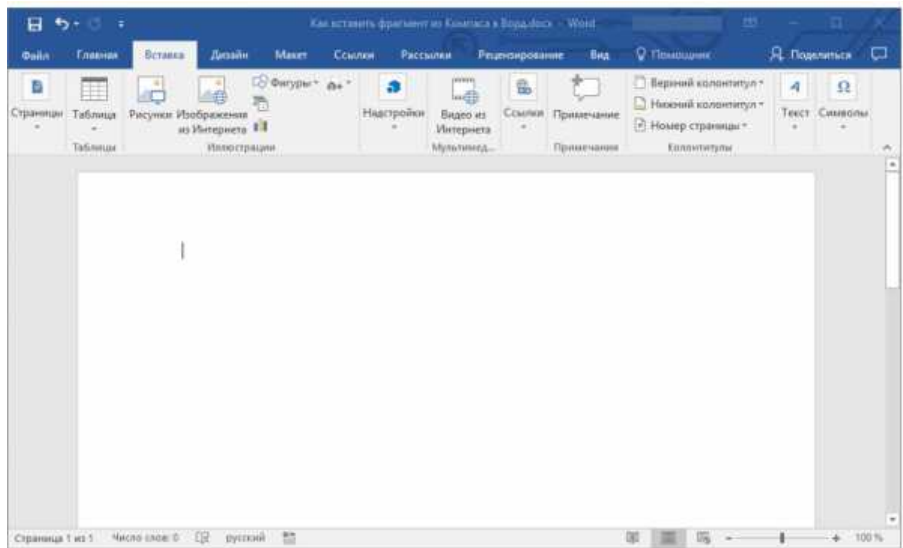 Как вставить фрагмент из Компаса в Ворд.docx - Word
Файл Главная Вставка Дизайн Макет Ссылки Рассылки Рецензирование Вид Помощник Поделиться
Страницы Таблица Рисунки Изображения из Интернета Фигуры Надстройки Видео из Интернета Ссылки Примечание Верхний колонтитул Нижний колонтитул Номер страницы Текст Символы
Таблицы Иллюстрации Мультимед... Примечания Колонтитулы
Страница 1 из 1 Число слов: 0 русский 100 %